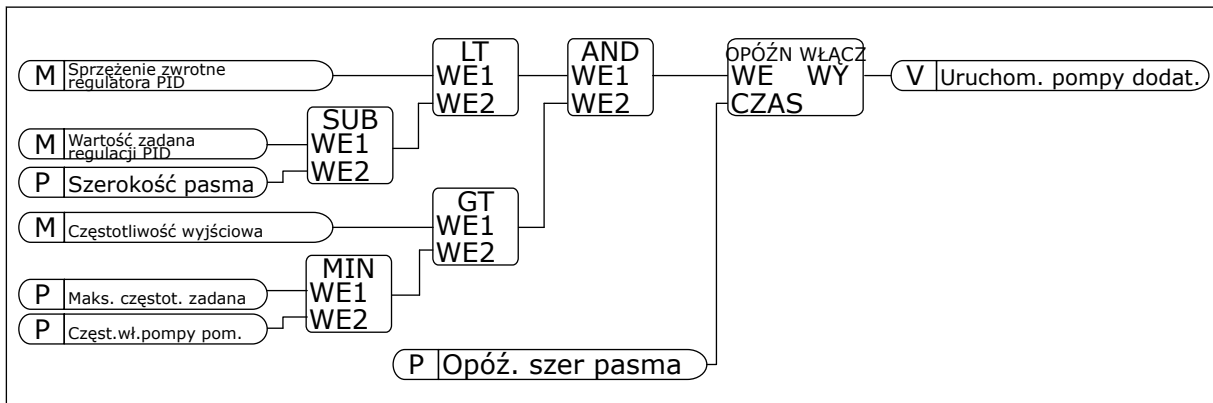 M Sprzężenie zwrotne
regulatora PID
LT
WE1
WE2
AND
WE1
WE2
OPÓŹN WŁĄCZ
WE WY
CZAS
V Uruchom. pompy dodat.
M Wartość zadana
regulacji PID
P Szerokość pasma
SUB
WE1
WE2
M Częstotliwość wyjściowa
GT
WE1
WE2
P Maks. częstot. zadana
P Częst.wł.pompy pom.
MIN
WE1
WE2
P Opóź. szer pasma